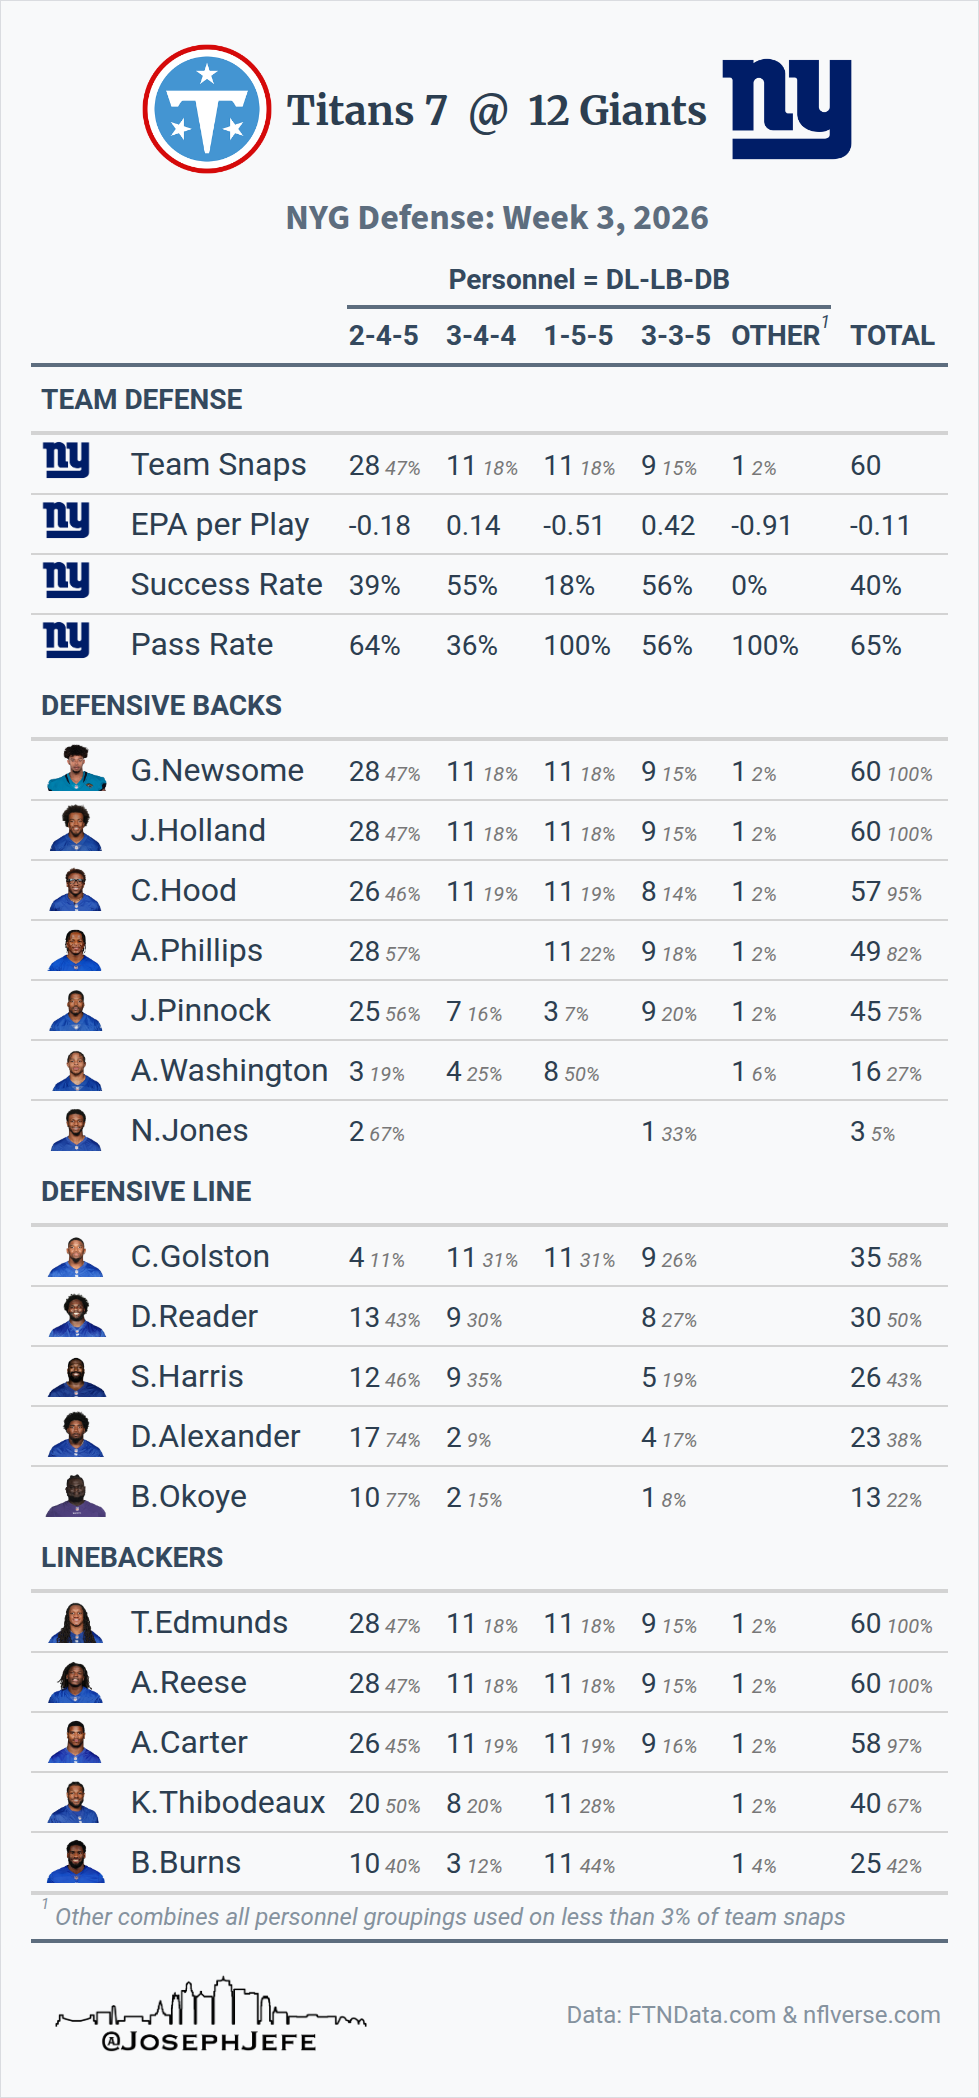 Titans 7 @ 12 Giants
NYG Defense: Week 3, 2026
Personnel = DL-LB-DB
2-4-5 3-4-4 1-5-5 3-3-5 OTHER1 TOTAL
TEAM DEFENSE
ny Team Snaps 28 47% 11 18% 11 18% 9 15% 1 2% 60
ny EPA per Play -0.18 0.14 -0.51 0.42 -0.91 -0.11
ny Success Rate 39% 55% 18% 56% 0% 40%
ny Pass Rate 64% 36% 100% 56% 100% 65%
DEFENSIVE BACKS
G.Newsome 28 47% 11 18% 11 18% 9 15% 1 2% 60 100%
J.Holland 28 47% 11 18% 11 18% 9 15% 1 2% 60 100%
C.Hood 26 46% 11 19% 11 19% 8 14% 1 2% 57 95%
A.Phillips 28 57% 11 22% 9 18% 1 2% 49 82%
J.Pinnock 25 56% 7 16% 3 7% 9 20% 1 2% 45 75%
A.Washington 3 19% 4 25% 8 50% 1 6% 16 27%
N.Jones 2 67% 1 33% 3 5%
DEFENSIVE LINE
C.Golston 4 11% 11 31% 11 31% 9 26% 35 58%
D.Reader 13 43% 9 30% 8 27% 30 50%
S.Harris 12 46% 9 35% 5 19% 26 43%
D.Alexander 17 74% 2 9% 4 17% 23 38%
B.Okoye 10 77% 2 15% 1 8% 13 22%
LINEBACKERS
T.Edmunds 28 47% 11 18% 11 18% 9 15% 1 2% 60 100%
A.Reese 28 47% 11 18% 11 18% 9 15% 1 2% 60 100%
A.Carter 26 45% 11 19% 11 19% 9 16% 1 2% 58 97%
K.Thibodeaux 20 50% 8 20% 11 28% 1 2% 40 67%
B.Burns 10 40% 3 12% 11 44% 1 4% 25 42%
1 Other combines all personnel groupings used on less than 3% of team snaps
@JosephJefe
Data: FTNData.com & nflverse.com